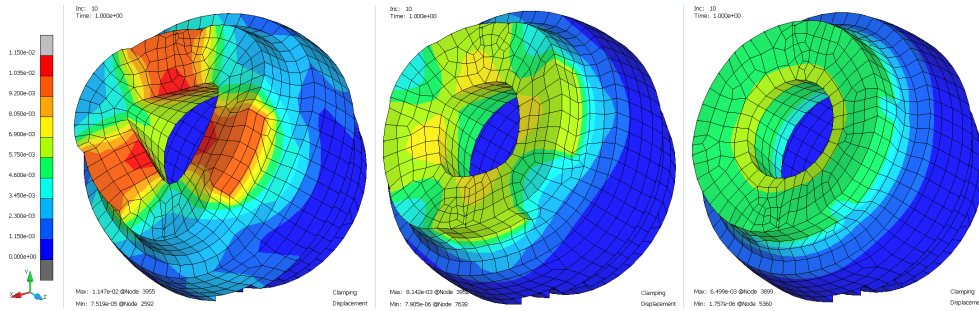 Inc: 10
Time: 1.000e+00
Inc: 10
Time: 1.000e+00
Inc: 10
Time: 1.000e+00
1.150e-02
1.035e-02
9.200e-03
8.050e-03
6.900e-03
5.750e-03
4.600e-03
3.450e-03
2.300e-03
1.150e-03
0.000e+00
Y
X
Z
Max: 1.147e-02 @Node 3955
Min: 7.519e-05 @Node 2592
Clamping
Displacement
Max: 8.142e-03 @Node
Min: 7.905e-06 @Node 7638
Clamping
Displacement
Max: 6.499e-03 @Node 3899
Min: 1.757e-06 @Node 5360
Clamping
Displacement